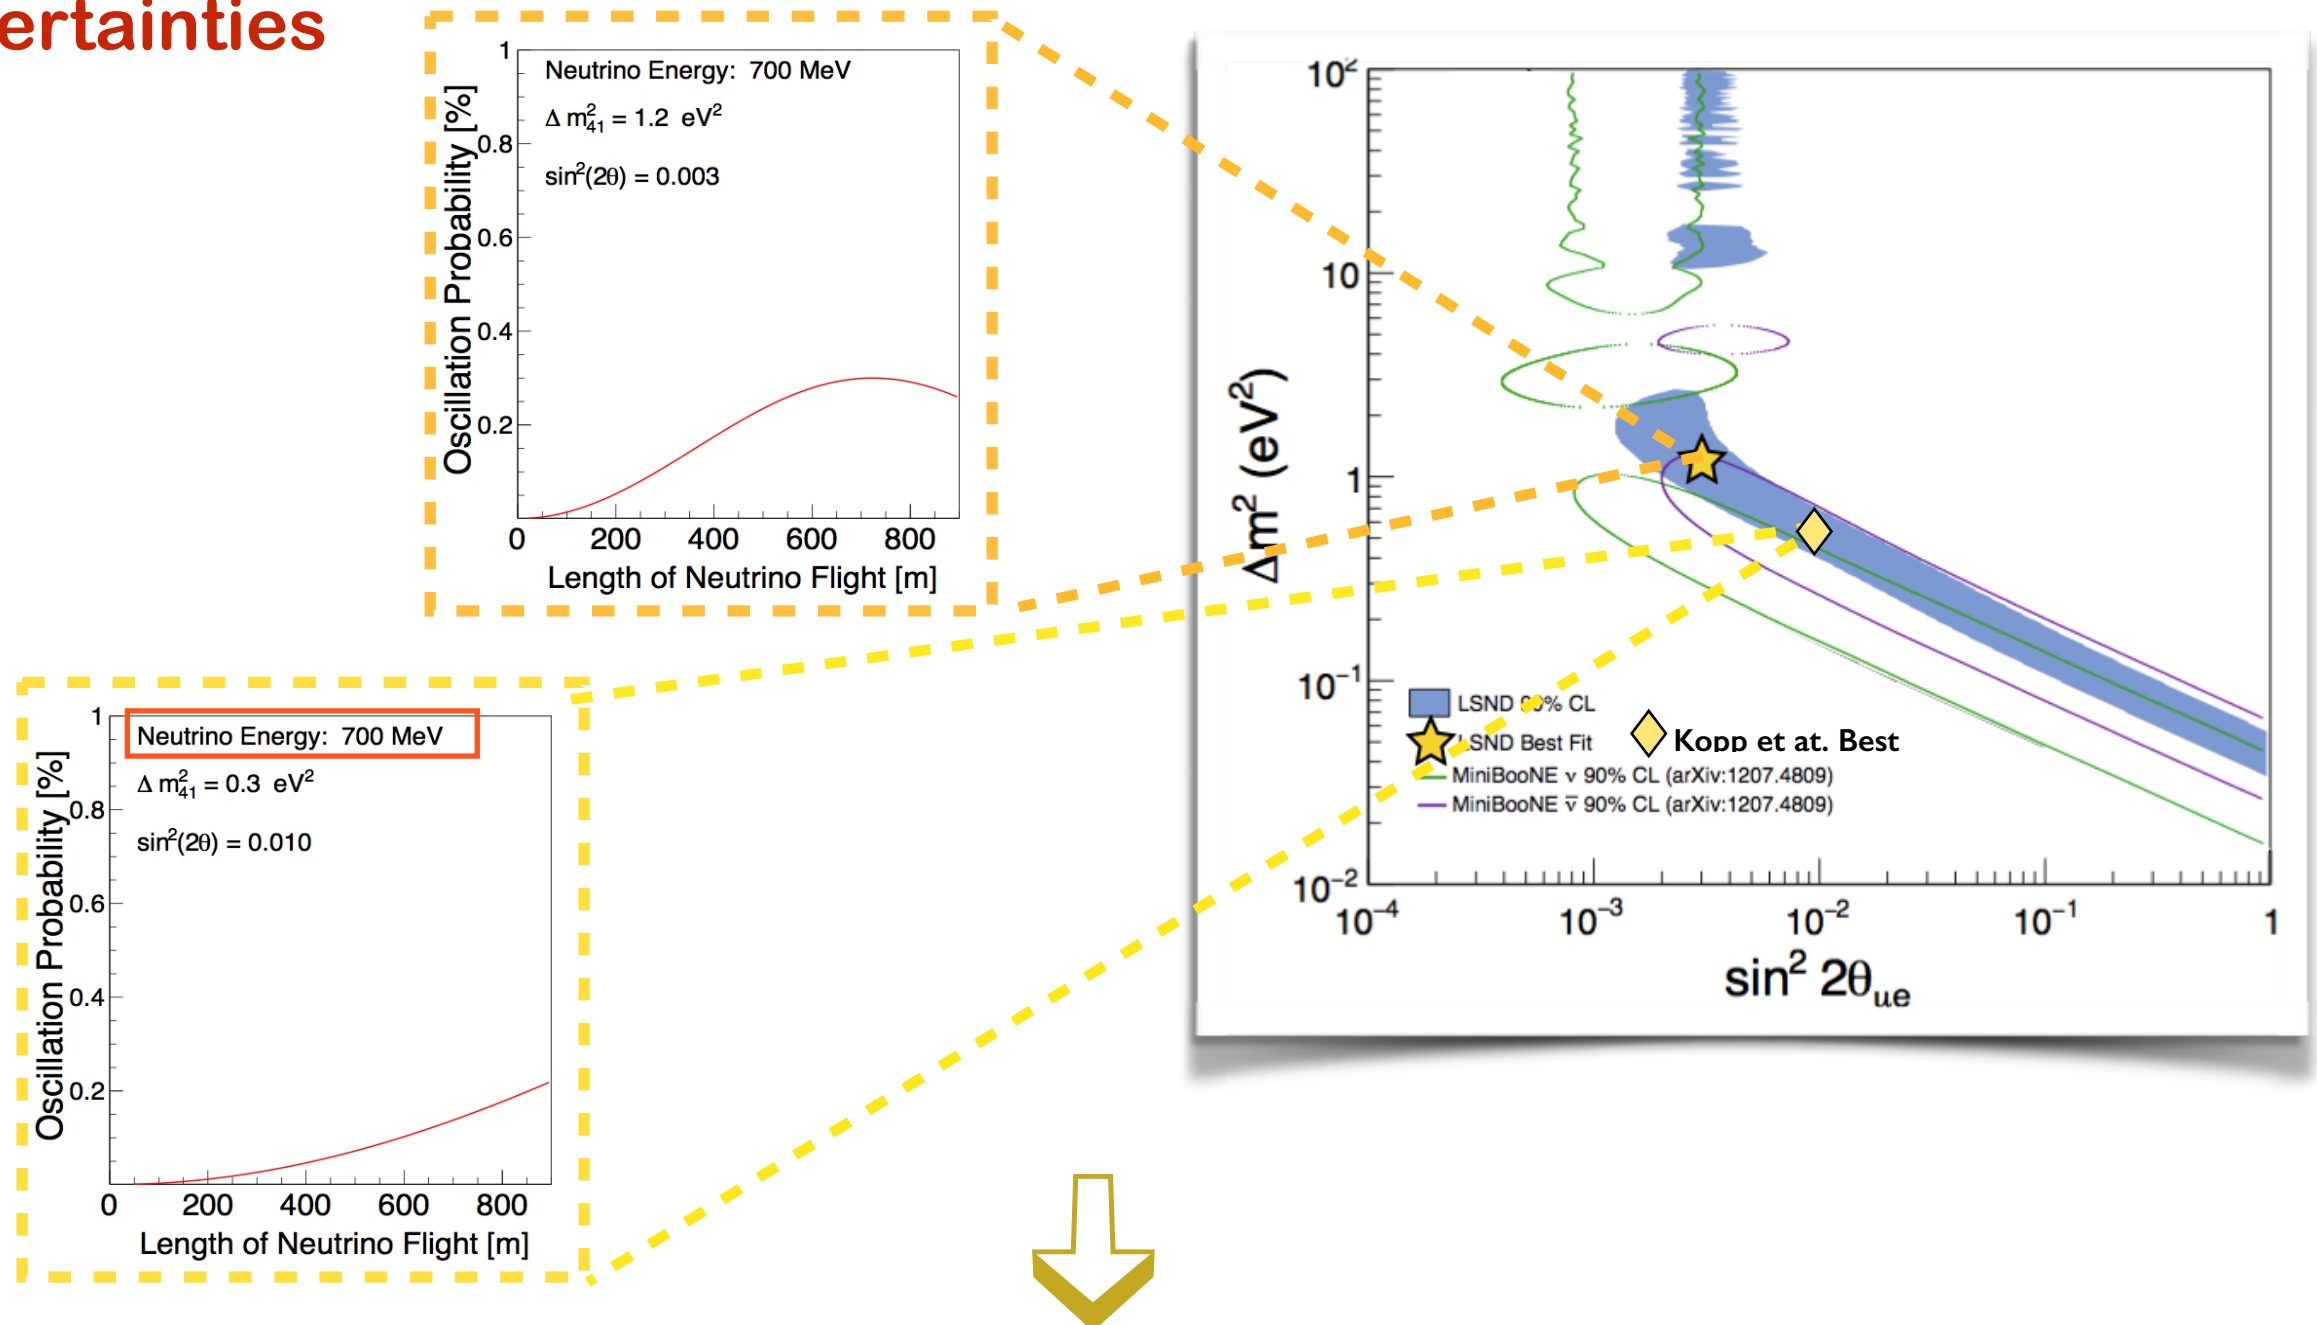 ertainties
1
0.8
0.6
0.4
0.2
Oscillation Probability [%]
Neutrino Energy: 700 MeV
Δ m²₄₁ = 1.2 eV²
sin²(2θ) = 0.003
0 200 400 600 800
Length of Neutrino Flight [m]
1
0.8
0.6
0.4
0.2
Oscillation Probability [%]
Neutrino Energy: 700 MeV
Δ m²₄₁ = 0.3 eV²
sin²(2θ) = 0.010
0 200 400 600 800
Length of Neutrino Flight [m]
10²
10
1
10⁻¹
10⁻²
Δm² (eV²)
LSND 90% CL
LSND Best Fit
Kopp et at. Best
MiniBooNE ν 90% CL (arXiv:1207.4809)
MiniBooNE ν̄ 90% CL (arXiv:1207.4809)
10⁻⁴ 10⁻³ 10⁻² 10⁻¹ 1
sin² 2θμe